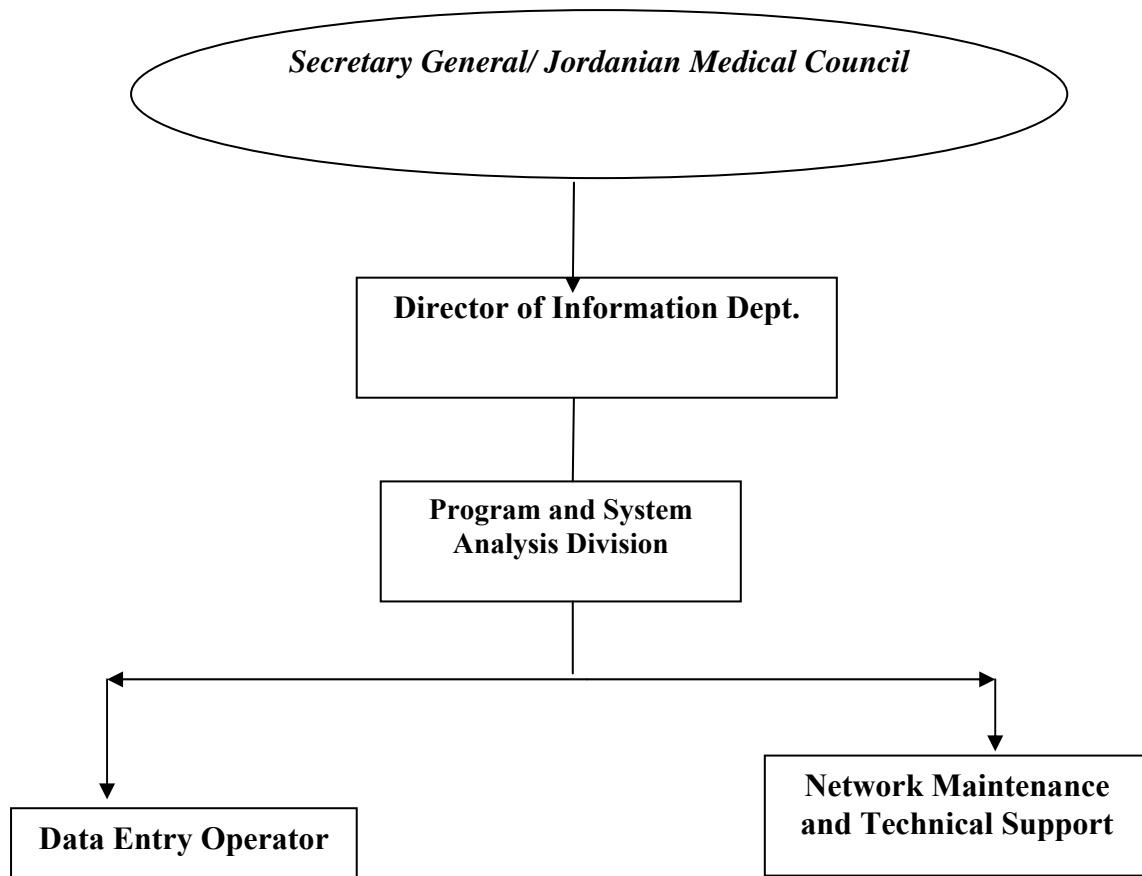 Secretary General/ Jordanian Medical Council
Director of Information Dept.
Program and System
Analysis Division
Network Maintenance
and Technical Support
Data Entry Operator